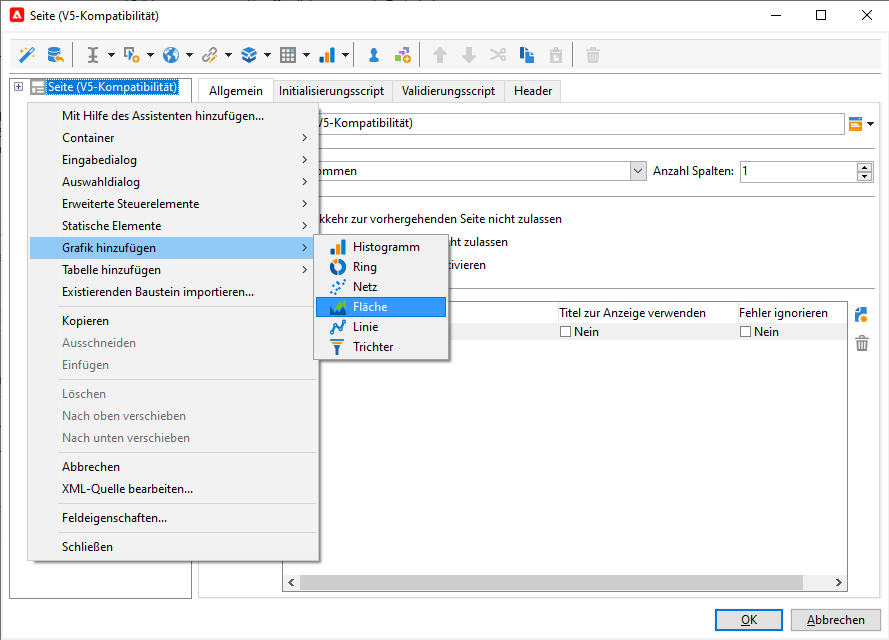 Seite (V5-Kompatibilität)
Seite (V5-Kompatibilität)
Allgemein
Initialisierungsscript
Validierungsscript
Header
V5-Kompatibilität)
Anzahl Spalten:
1
kkehr zur vorhergehenden Seite nicht zulassen
ht zulassen
ivieren
Titel zur Anzeige verwenden
Fehler ignorieren
Nein
Nein
Mit Hilfe des Assistenten hinzufügen...
Container
Eingabedialog
Auswahldialog
Erweiterte Steuerelemente
Statische Elemente
Grafik hinzufügen
Tabelle hinzufügen
Existierenden Baustein importieren...
Kopieren
Ausschneiden
Einfügen
Löschen
Nach oben verschieben
Nach unten verschieben
Abbrechen
XML-Quelle bearbeiten...
Feldeigenschaften...
Schließen
Histogramm
Ring
Netz
Fläche
Linie
Trichter
OK
Abbrechen